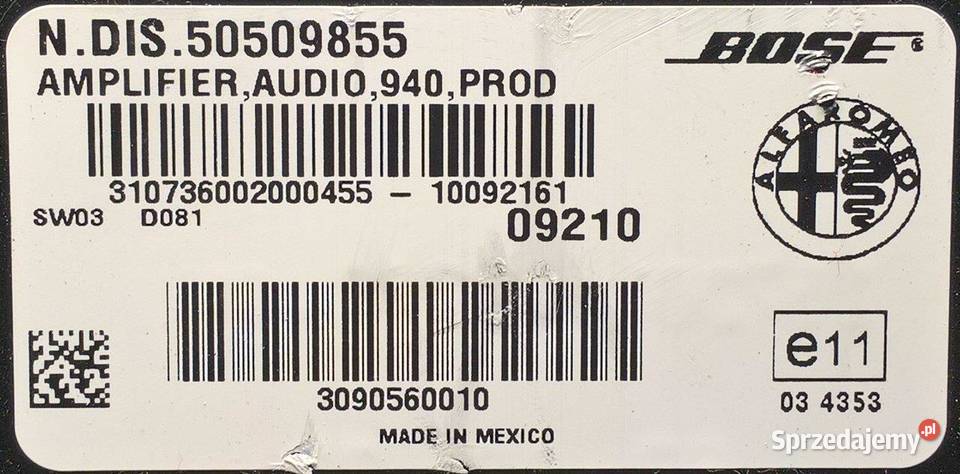 N.DIS.50509855
BOSE®
AMPLIFIER,AUDIO,940,PROD
ALFA ROMEO
310736002000455 - 10092161
SW03 D081
09210
3090560010
e11
03 4353
MADE IN MEXICO
Sprzedajemy.pl